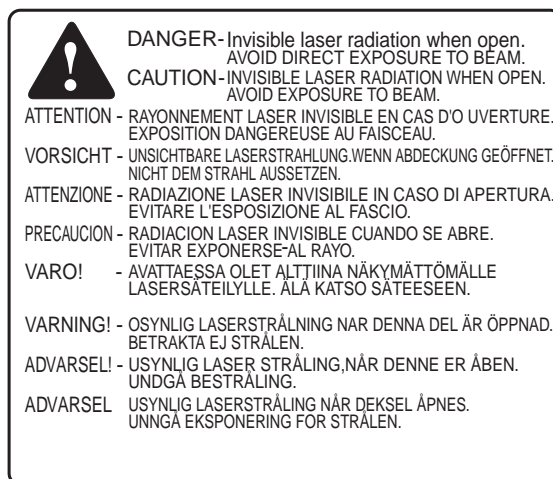 DANGER- Invisible laser radiation when open.
AVOID DIRECT EXPOSURE TO BEAM.
CAUTION- INVISIBLE LASER RADIATION WHEN OPEN.
AVOID EXPOSURE TO BEAM.
ATTENTION - RAYONNEMENT LASER INVISIBLE EN CAS D'O UVERTURE.
EXPOSITION DANGEREUSE AU FAISCEAU.
VORSICHT - UNSICHTBARE LASERSTRAHLUNG.WENN ABDECKUNG GEÖFFNET.
NICHT DEM STRAHL AUSSETZEN.
ATTENZIONE - RADIAZIONE LASER INVISIBILE IN CASO DI APERTURA.
EVITARE L'ESPOSIZIONE AL FASCIO.
PRECAUCION - RADIACION LASER INVISIBLE CUANDO SE ABRE.
EVITAR EXPONERSE-AL RAYO.
VARO! - AVATTAESSA OLET ALTTIINA NÄKYMÄTTÖMÄLLE
LASERSÄTEILYLLE. ÄLÄ KATSO SÄTEESEEN.
VARNING! - OSYNLIG LASERSTRÅLNING NAR DENNA DEL ÄR ÖPPNAD.
BETRAKTA EJ STRÅLEN.
ADVARSEL! - USYNLIG LASER STRÅLING,NÅR DENNE ER ÅBEN.
UNDGÅ BESTRÅLING.
ADVARSEL USYNLIG LASERSTRÅLING NÅR DEKSEL ÅPNES.
UNNGÅ EKSPONERING FOR STRÅLEN.